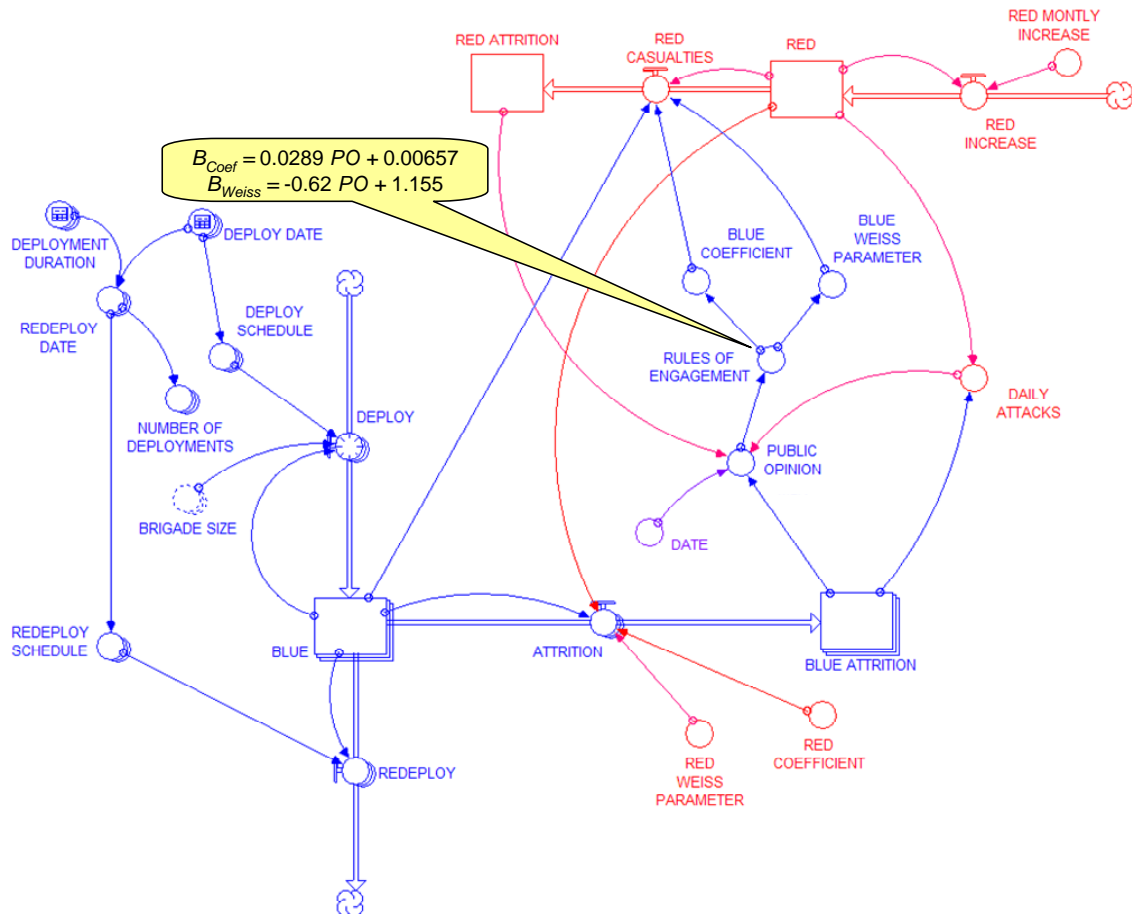 RED MONTLY
INCREASE
RED ATTRITION
RED
CASUALTIES
RED
RED
INCREASE
B_Coef = 0.0289 PO + 0.00657
B_Weiss = -0.62 PO + 1.155
DEPLOYMENT
DURATION
DEPLOY DATE
BLUE
COEFFICIENT
BLUE
WEISS
PARAMETER
REDEPLOY
DATE
DEPLOY
SCHEDULE
RULES OF
ENGAGEMENT
DAILY
ATTACKS
NUMBER OF
DEPLOYMENTS
DEPLOY
PUBLIC
OPINION
BRIGADE SIZE
DATE
REDEPLOY
SCHEDULE
BLUE
ATTRITION
BLUE ATTRITION
REDEPLOY
RED
WEISS
PARAMETER
RED
COEFFICIENT